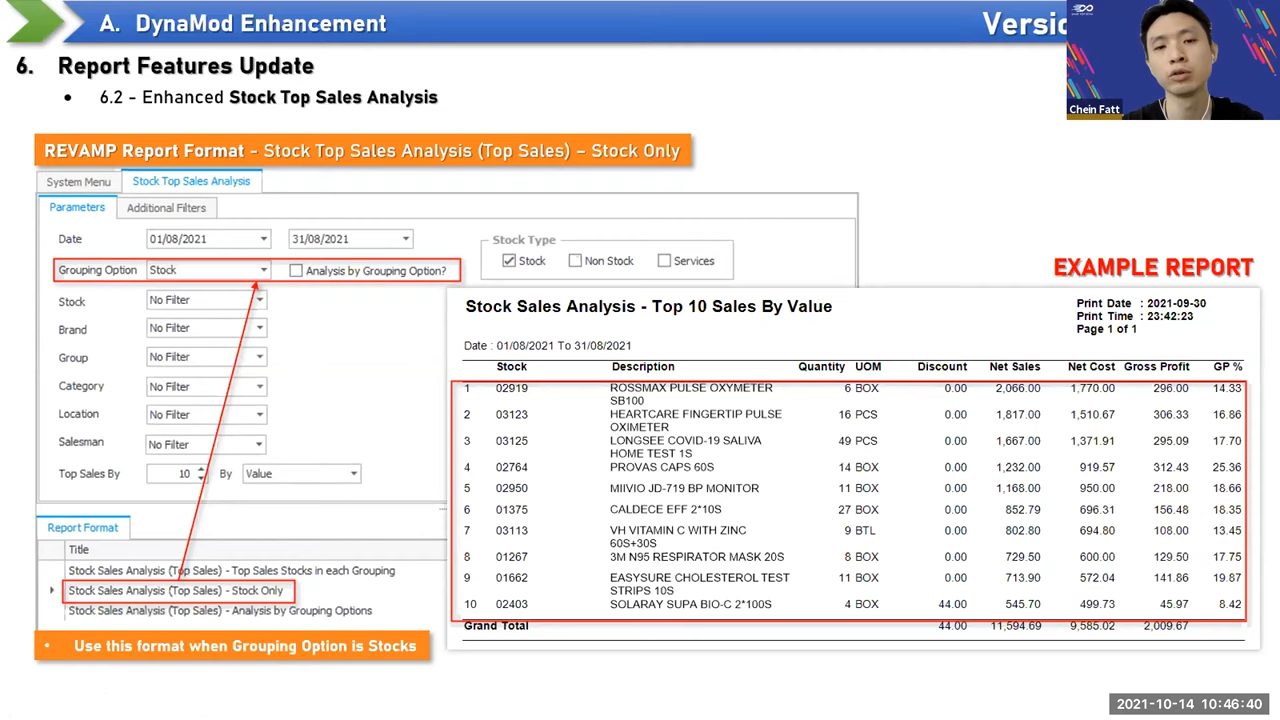 A. DynaMod Enhancement
Versio
Chein Fatt
6. Report Features Update
• 6.2 - Enhanced Stock Top Sales Analysis
REVAMP Report Format - Stock Top Sales Analysis (Top Sales) – Stock Only
System Menu Stock Top Sales Analysis
Parameters Additional Filters
Date 01/08/2021 31/08/2021
Stock Type
Stock Non Stock Services
Grouping Option Stock Analysis by Grouping Option?
Stock No Filter
Brand No Filter
Group No Filter
Category No Filter
Location No Filter
Salesman No Filter
Top Sales By 10 By Value
Report Format
Title
Stock Sales Analysis (Top Sales) - Top Sales Stocks in each Grouping
Stock Sales Analysis (Top Sales) - Stock Only
Stock Sales Analysis (Top Sales) - Analysis by Grouping Options
• Use this format when Grouping Option is Stocks
EXAMPLE REPORT
Stock Sales Analysis - Top 10 Sales By Value
Print Date : 2021-09-30
Print Time : 23:42:23
Page 1 of 1
Date : 01/08/2021 To 31/08/2021
Stock Description Quantity UOM Discount Net Sales Net Cost Gross Profit GP %
1 02919 ROSSMAX PULSE OXYMETER 6 BOX 0.00 2,066.00 1,770.00 296.00 14.33
SB100
2 03123 HEARTCARE FINGERTIP PULSE 16 PCS 0.00 1,817.00 1,510.67 306.33 16.86
OXIMETER
3 03125 LONGSEE COVID-19 SALIVA 49 PCS 0.00 1,667.00 1,371.91 295.09 17.70
HOME TEST 1S
4 02764 PROVAS CAPS 60S 14 BOX 0.00 1,232.00 919.57 312.43 25.36
5 02950 MIIVIO JD-719 BP MONITOR 11 BOX 0.00 1,168.00 950.00 218.00 18.66
6 01375 CALDECE EFF 2*10S 27 BOX 0.00 852.79 696.31 156.48 18.35
7 03113 VH VITAMIN C WITH ZINC 9 BTL 0.00 802.80 694.80 108.00 13.45
60S+30S
8 01267 3M N95 RESPIRATOR MASK 20S 8 BOX 0.00 729.50 600.00 129.50 17.75
9 01662 EASYSURE CHOLESTEROL TEST 11 BOX 0.00 713.90 572.04 141.86 19.87
STRIPS 10S
10 02403 SOLARAY SUPA BIO-C 2*100S 4 BOX 44.00 545.70 499.73 45.97 8.42
Grand Total 44.00 11,594.69 9,585.02 2,009.67
2021-10-14 10:46:40